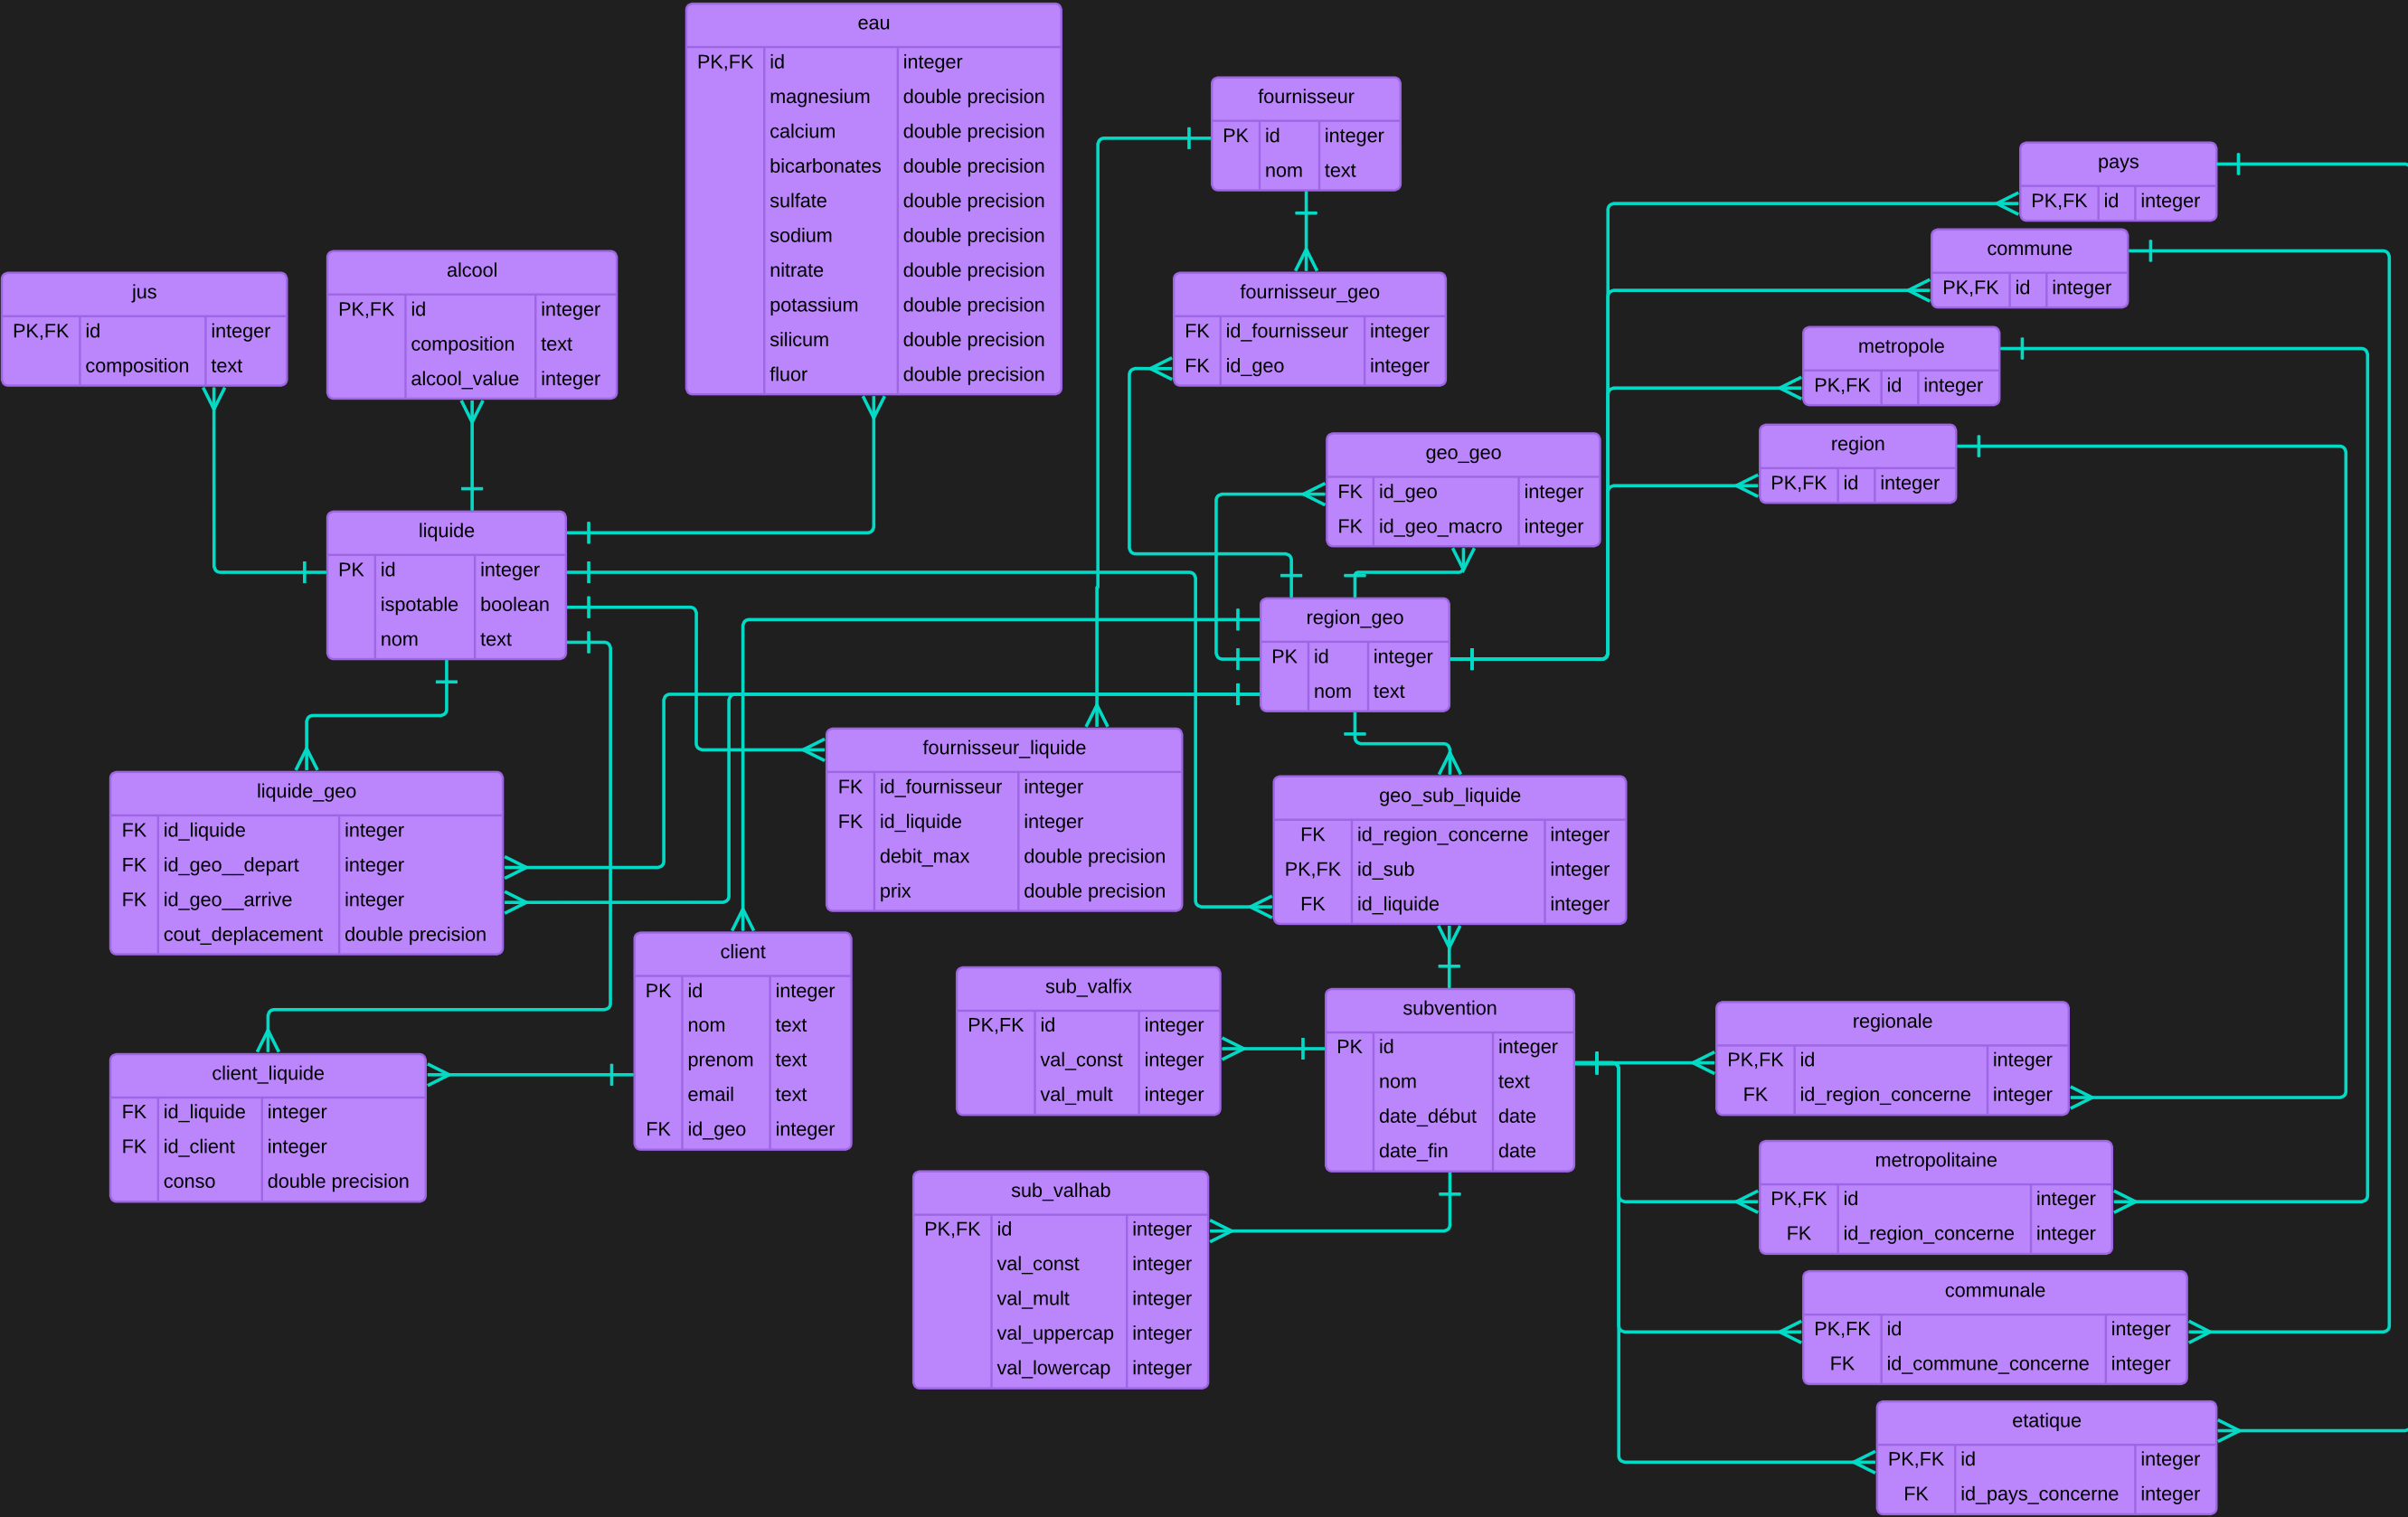 eau
PK,FK id integer
magnesium double precision
calcium double precision
bicarbonates double precision
sulfate double precision
sodium double precision
nitrate double precision
potassium double precision
silicum double precision
fluor double precision
fournisseur
PK id integer
nom text
pays
PK,FK id integer
commune
PK,FK id integer
jus
PK,FK id integer
composition text
alcool
PK,FK id integer
composition text
alcool_value integer
fournisseur_geo
FK id_fournisseur integer
FK id_geo integer
metropole
PK,FK id integer
geo_geo
FK id_geo integer
FK id_geo_macro integer
region
PK,FK id integer
liquide
PK id integer
ispotable boolean
nom text
region_geo
PK id integer
nom text
liquide_geo
FK id_liquide integer
FK id_geo__depart integer
FK id_geo__arrive integer
cout_deplacement double precision
fournisseur_liquide
FK id_fournisseur integer
FK id_liquide integer
debit_max double precision
prix double precision
geo_sub_liquide
FK id_region_concerne integer
PK,FK id_sub integer
FK id_liquide integer
client
PK id integer
nom text
prenom text
email text
FK id_geo integer
sub_valfix
PK,FK id integer
val_const integer
val_mult integer
subvention
PK id integer
nom text
date_début date
date_fin date
regionale
PK,FK id integer
FK id_region_concerne integer
client_liquide
FK id_liquide integer
FK id_client integer
conso double precision
metropolitaine
PK,FK id integer
FK id_region_concerne integer
sub_valhab
PK,FK id integer
val_const integer
val_mult integer
val_uppercap integer
val_lowercap integer
communale
PK,FK id integer
FK id_commune_concerne integer
etatique
PK,FK id integer
FK id_pays_concerne integer